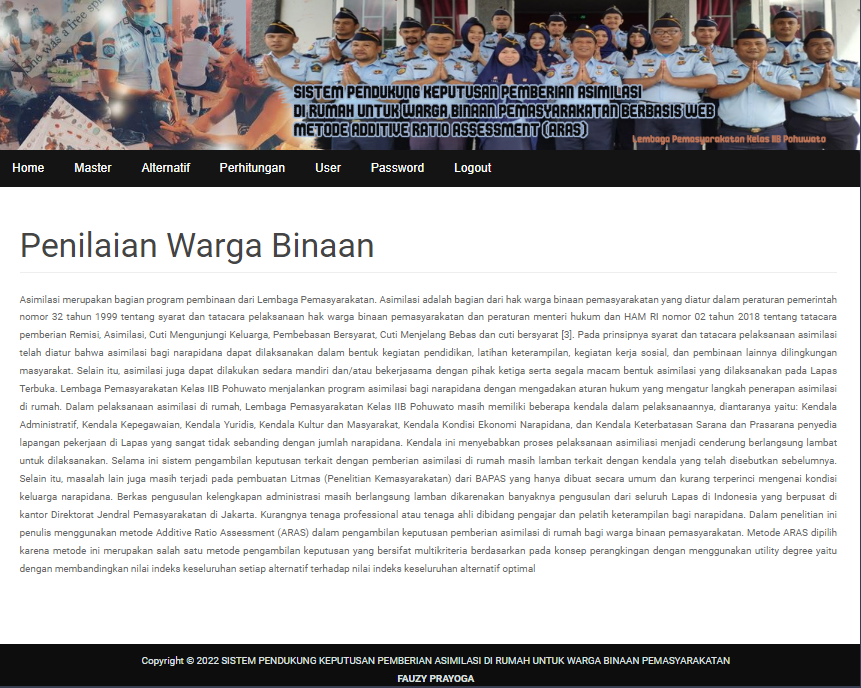 who was a free spi
SISTEM PENDUKUNG KEPUTUSAN PEMBERIAN ASIMILASI
DI RUMAH UNTUK WARGA BINAAN PEMASYARAKATAN BERBASIS WEB
METODE ADDITIVE RATIO ASSESSMENT (ARAS)
Lembaga Pemasyarakatan Kelas IIB Pohuwato
Home Master Alternatif Perhitungan User Password Logout
Penilaian Warga Binaan
Asimilasi merupakan bagian program pembinaan dari Lembaga Pemasyarakatan. Asimilasi adalah bagian dari hak warga binaan pemasyarakatan yang diatur dalam peraturan pemerintah
nomor 32 tahun 1999 tentang syarat dan tatacara pelaksanaan hak warga binaan pemasyarakatan dan peraturan menteri hukum dan HAM RI nomor 02 tahun 2018 tentang tatacara
pemberian Remisi, Asimilasi, Cuti Mengunjungi Keluarga, Pembebasan Bersyarat, Cuti Menjelang Bebas dan cuti bersyarat [3]. Pada prinsipnya syarat dan tatacara pelaksanaan asimilasi
telah diatur bahwa asimilasi bagi narapidana dapat dilaksanakan dalam bentuk kegiatan pendidikan, latihan keterampilan, kegiatan kerja sosial, dan pembinaan lainnya dilingkungan
masyarakat. Selain itu, asimilasi juga dapat dilakukan sedara mandiri dan/atau bekerjasama dengan pihak ketiga serta segala macam bentuk asimilasi yang dilaksanakan pada Lapas
Terbuka. Lembaga Pemasyarakatan Kelas IIB Pohuwato menjalankan program asimilasi bagi narapidana dengan mengadakan aturan hukum yang mengatur langkah penerapan asimilasi
di rumah. Dalam pelaksanaan asimilasi di rumah, Lembaga Pemasyarakatan Kelas IIB Pohuwato masih memiliki beberapa kendala dalam pelaksanaannya, diantaranya yaitu: Kendala
Administratif, Kendala Kepegawaian, Kendala Yuridis, Kendala Kultur dan Masyarakat, Kendala Kondisi Ekonomi Narapidana, dan Kendala Keterbatasan Sarana dan Prasarana penyedia
lapangan pekerjaan di Lapas yang sangat tidak sebanding dengan jumlah narapidana. Kendala ini menyebabkan proses pelaksanaan asimiliasi menjadi cenderung berlangsung lambat
untuk dilaksanakan. Selama ini sistem pengambilan keputusan terkait dengan pemberian asimilasi di rumah masih lamban terkait dengan kendala yang telah disebutkan sebelumnya.
Selain itu, masalah lain juga masih terjadi pada pembuatan Litmas (Penelitian Kemasyarakatan) dari BAPAS yang hanya dibuat secara umum dan kurang terperinci mengenai kondisi
keluarga narapidana. Berkas pengusulan kelengkapan administrasi masih berlangsung lamban dikarenakan banyaknya pengusulan dari seluruh Lapas di Indonesia yang berpusat di
kantor Direktorat Jendral Pemasyarakatan di Jakarta. Kurangnya tenaga professional atau tenaga ahli dibidang pengajar dan pelatih keterampilan bagi narapidana. Dalam penelitian ini
penulis menggunakan metode Additive Ratio Assessment (ARAS) dalam pengambilan keputusan pemberian asimilasi di rumah bagi warga binaan pemasyarakatan. Metode ARAS dipilih
karena metode ini merupakan salah satu metode pengambilan keputusan yang bersifat multikriteria berdasarkan pada konsep perangkingan dengan menggunakan utility degree yaitu
dengan membandingkan nilai indeks keseluruhan setiap alternatif terhadap nilai indeks keseluruhan alternatif optimal
Copyright © 2022 SISTEM PENDUKUNG KEPUTUSAN PEMBERIAN ASIMILASI DI RUMAH UNTUK WARGA BINAAN PEMASYARAKATAN
FAUZY PRAYOGA